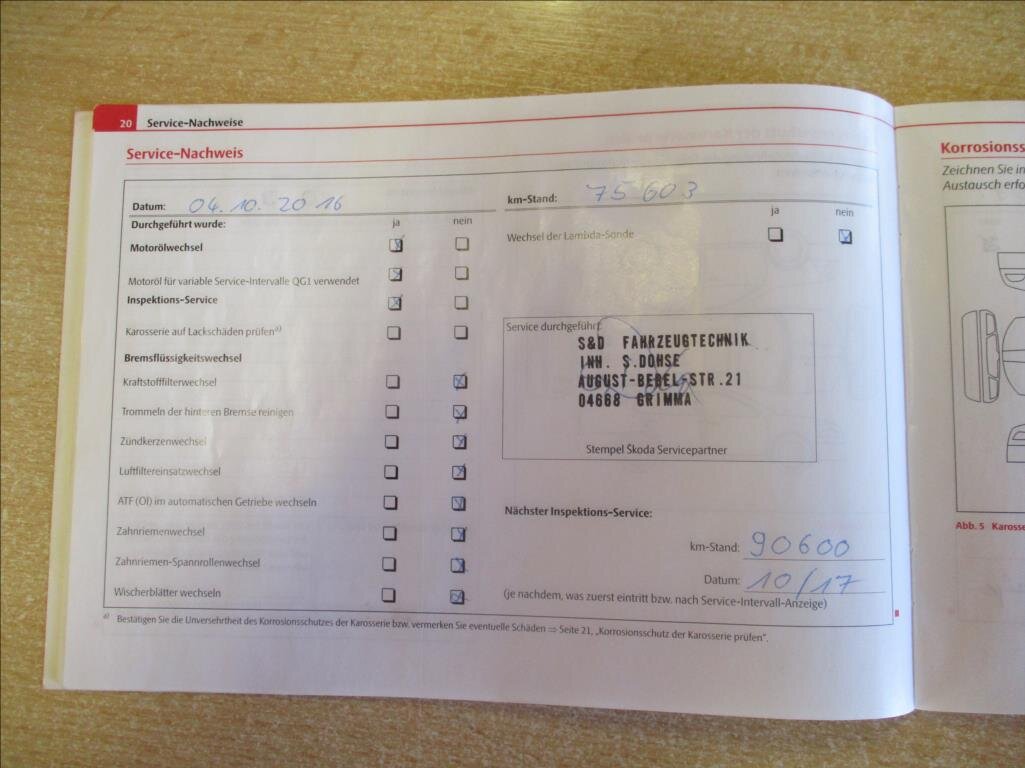 20 Service-Nachweise
Service-Nachweis
Datum: 04.10.2016
Durchgeführt wurde: ja nein
Motorölwechsel
Motoröl für variable Service-Intervalle QG1 verwendet
Inspektions-Service
Karosserie auf Lackschäden prüfen a)
Bremsflüssigkeitswechsel
Kraftstofffilterwechsel
Trommeln der hinteren Bremse reinigen
Zündkerzenwechsel
Luftfiltereinsatzwechsel
ATF (Öl) im automatischen Getriebe wechseln
Zahnriemenwechsel
Zahnriemen-Spannrollenwechsel
Wischerblätter wechseln
km-Stand: 75 603
ja nein
Wechsel der Lambda-Sonde
Service durchgeführt:
S&D FAHRZEUGTECHNIK
INH. S.DOHSE
AUGUST-BEBEL-STR.21
04668 GRIMMA
Stempel Škoda Servicepartner
Nächster Inspektions-Service:
km-Stand: 90600
Datum: 10/17
(je nachdem, was zuerst eintritt bzw. nach Service-Intervall-Anzeige)
a) Bestätigen Sie die Unversehrtheit des Korrosionsschutzes der Karosserie bzw. vermerken Sie eventuelle Schäden ⇒ Seite 21, „Korrosionsschutz der Karosserie prüfen".
Korrosionss
Zeichnen Sie in
Austausch erfo
Abb. 5 Karosse